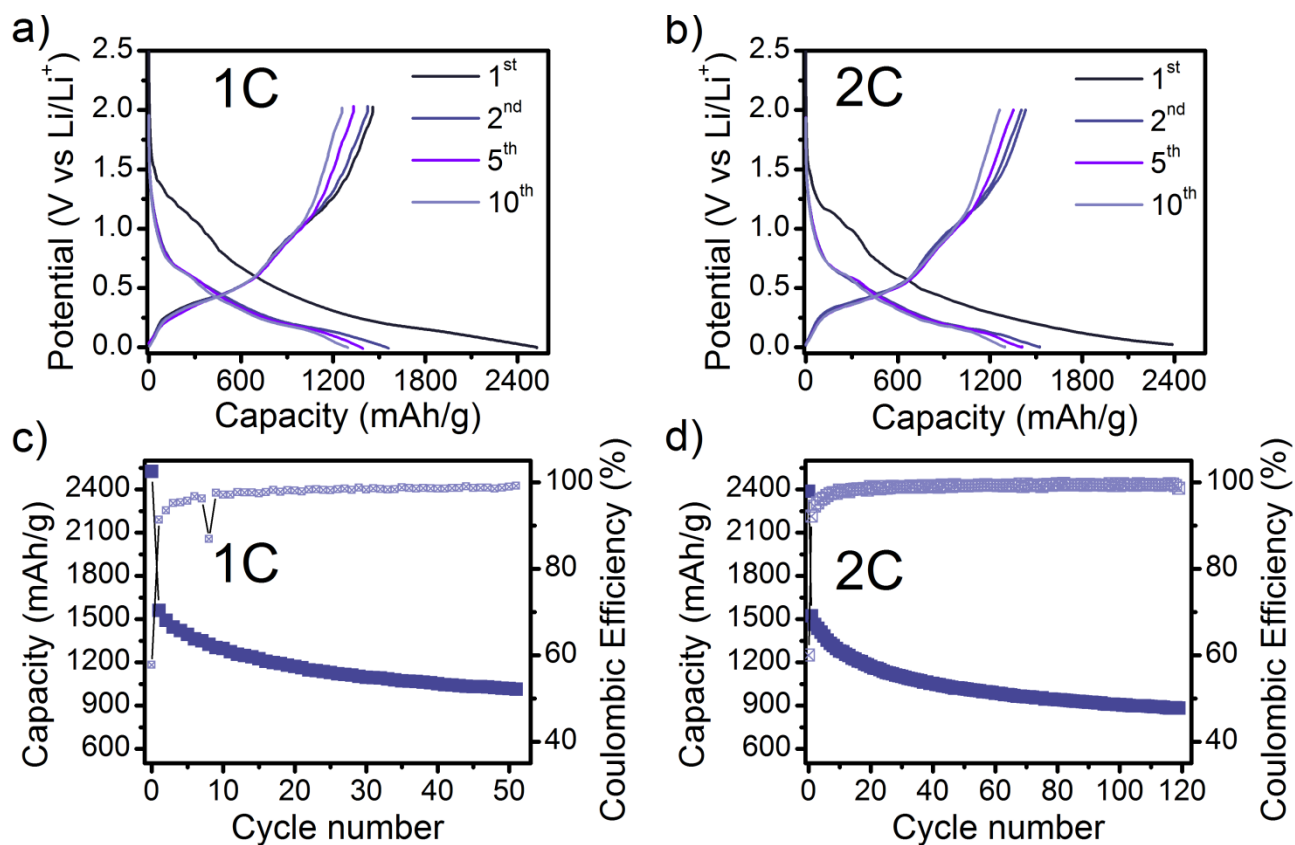 a)
1C
1st
2nd
5th
10th
2.5
2.0
1.5
1.0
0.5
0.0
Potential (V vs Li/Li+)
0 600 1200 1800 2400
Capacity (mAh/g)
b)
2C
1st
2nd
5th
10th
2.5
2.0
1.5
1.0
0.5
0.0
Potential (V vs Li/Li+)
0 600 1200 1800 2400
Capacity (mAh/g)
c)
1C
2400
2100
1800
1500
1200
900
600
Capacity (mAh/g)
100
80
60
40
Coulombic Efficiency (%)
0 10 20 30 40 50
Cycle number
d)
2C
2400
2100
1800
1500
1200
900
600
Capacity (mAh/g)
100
80
60
40
Coulombic Efficiency (%)
0 20 40 60 80 100 120
Cycle number